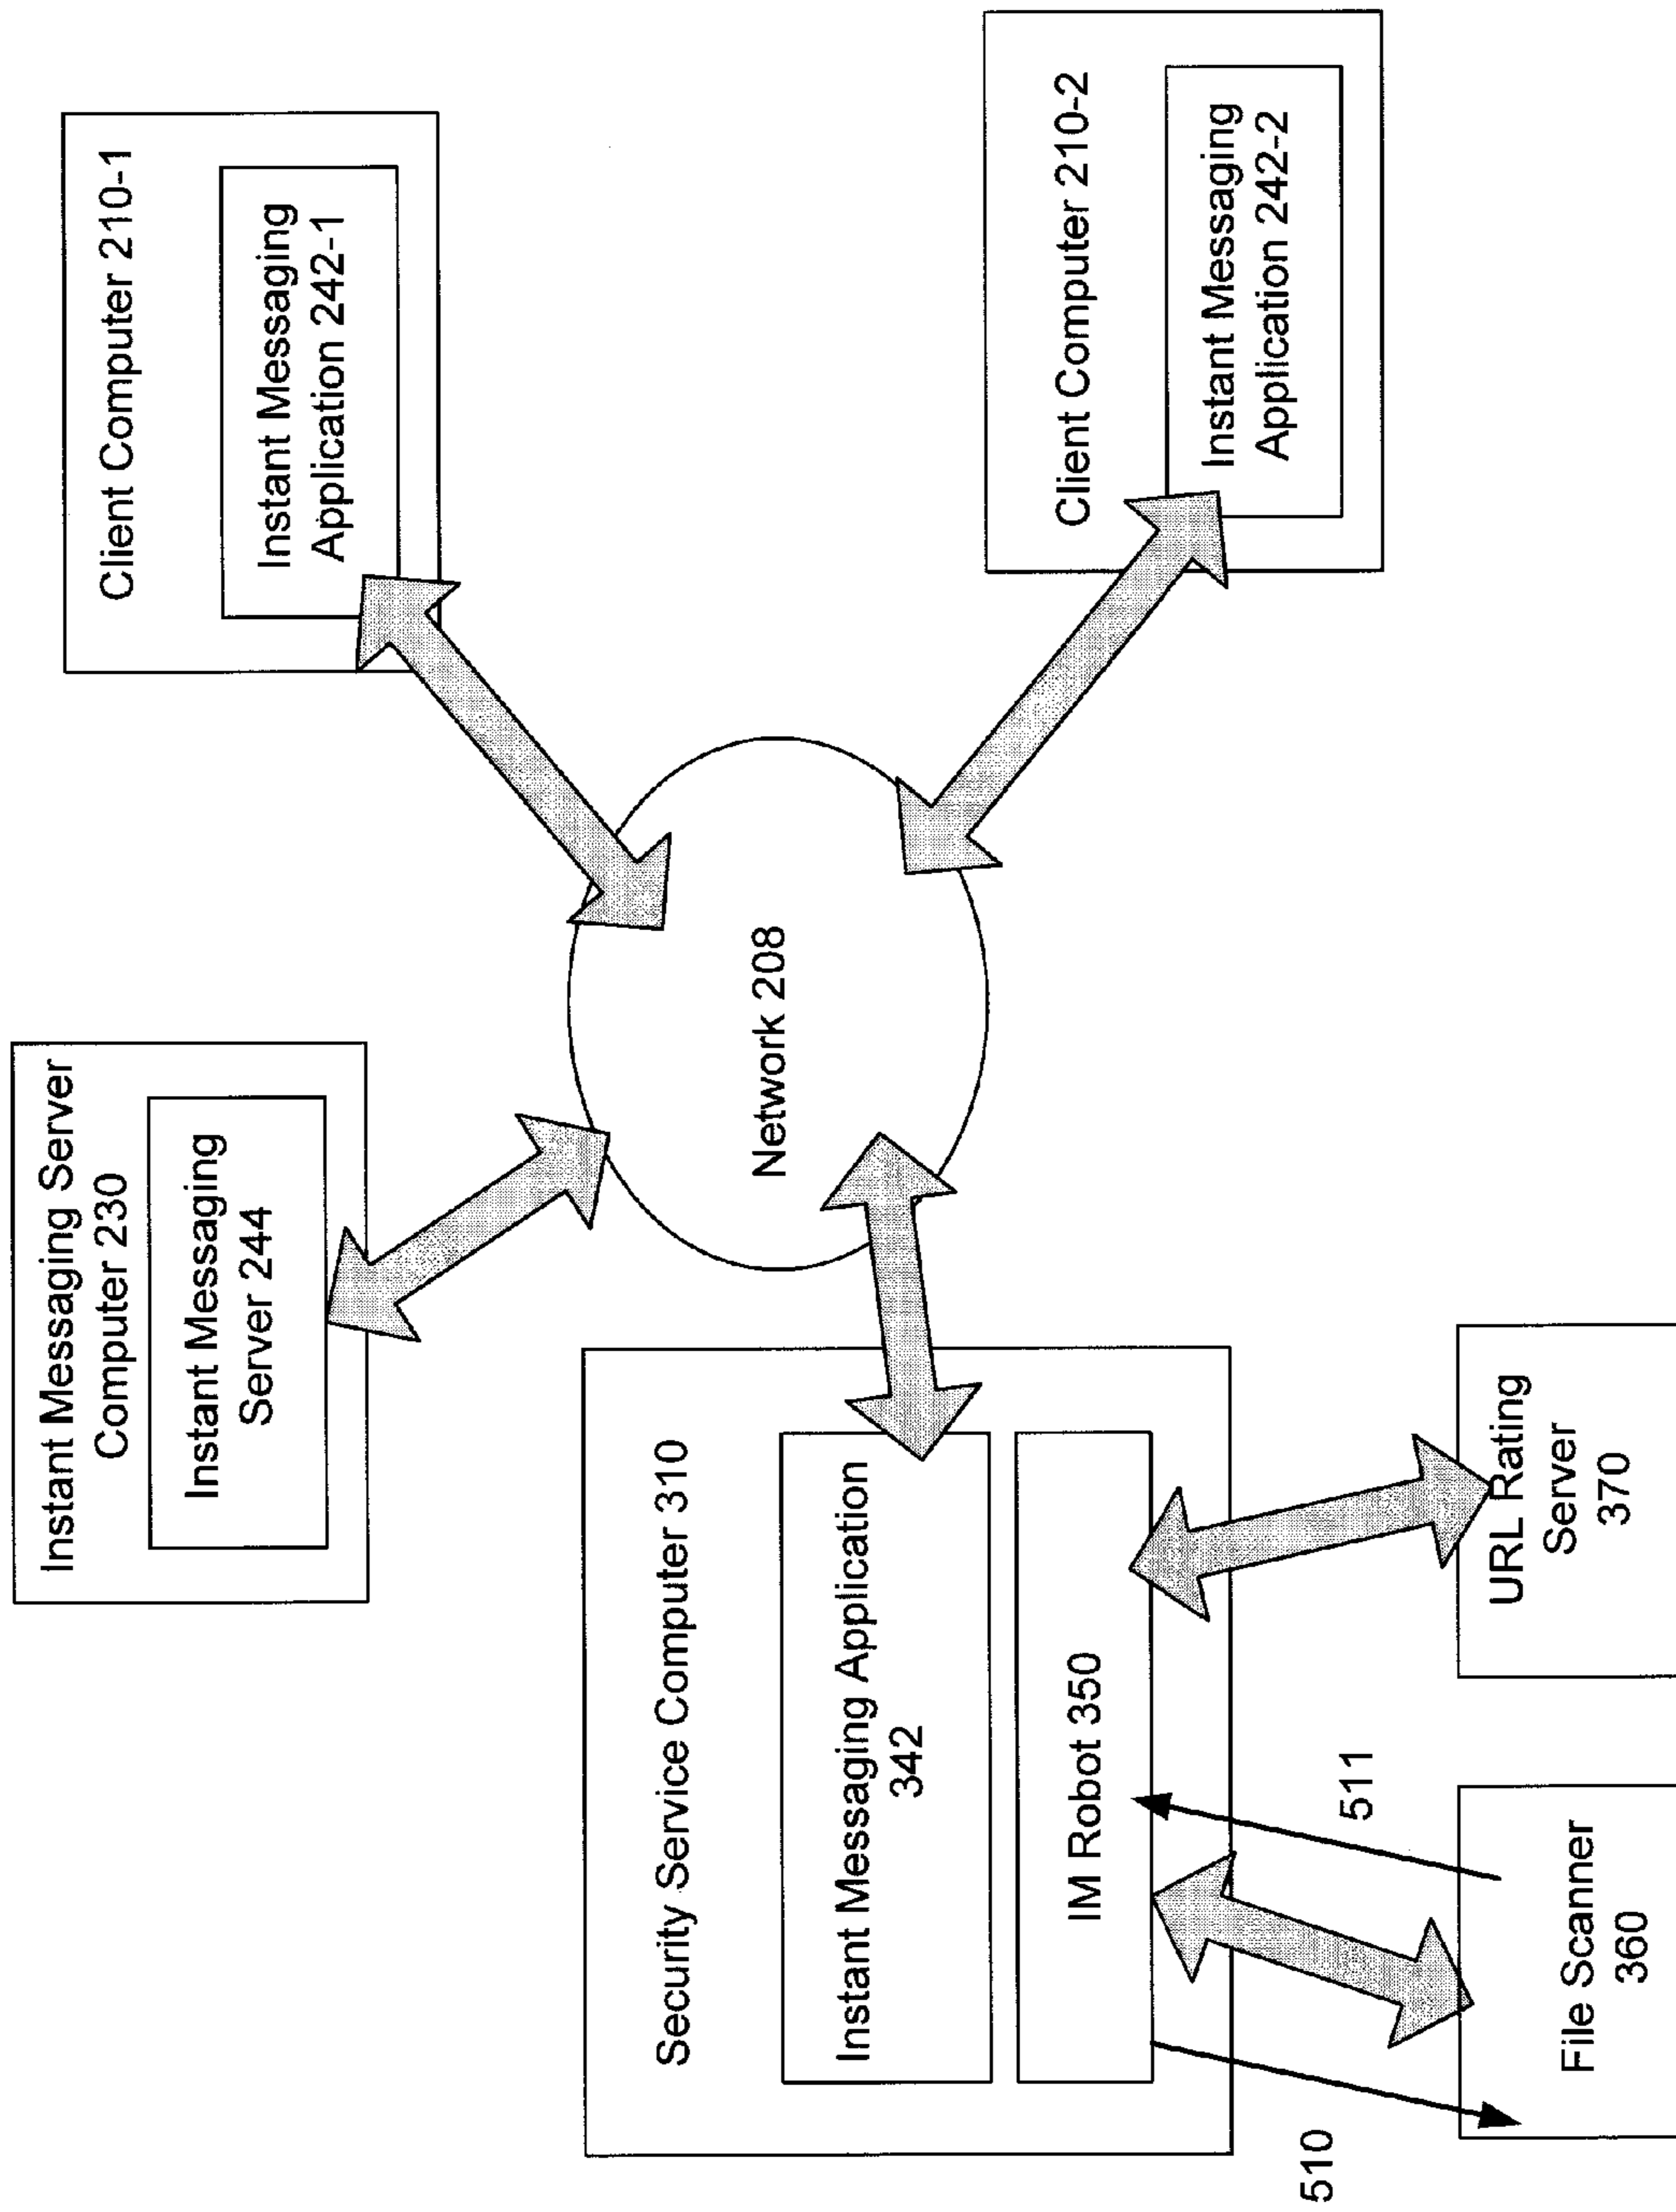 Instant Messaging Server
Computer 230
Instant Messaging
Server 244
Client Computer 210-1
Instant Messaging
Application 242-1
Network 208
Security Service Computer 310
Instant Messaging Application
342
IM Robot 350
Client Computer 210-2
Instant Messaging
Application 242-2
510
511
File Scanner
360
URL Rating
Server
370